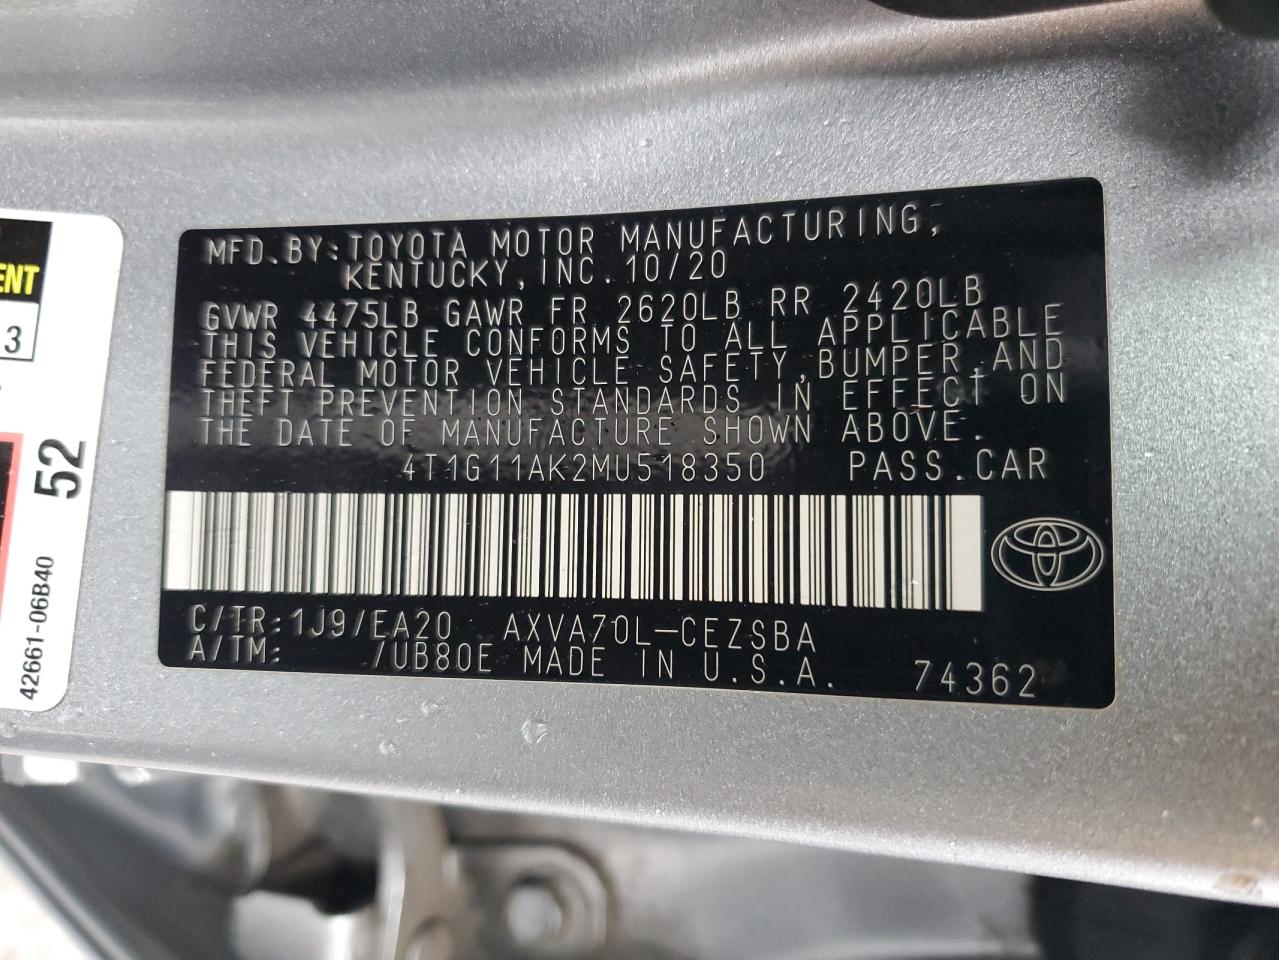 MFD.BY:TOYOTA MOTOR MANUFACTURING,
KENTUCKY,INC.10/20
GVWR 4475LB GAWR FR 2620LB RR 2420LB
THIS VEHICLE CONFORMS TO ALL APPLICABLE
FEDERAL MOTOR VEHICLE SAFETY,BUMPER,AND
THEFT PREVENTION STANDARDS IN EFFECT ON
THE DATE OF MANUFACTURE SHOWN ABOVE.
4T1G11AK2MU518350 PASS.CAR
C/TR:1J9/EA20 AXVA70L-CEZSBA
A/TM: /UB80E MADE IN U.S.A. 74362
ENT
3
52
42661-06B40